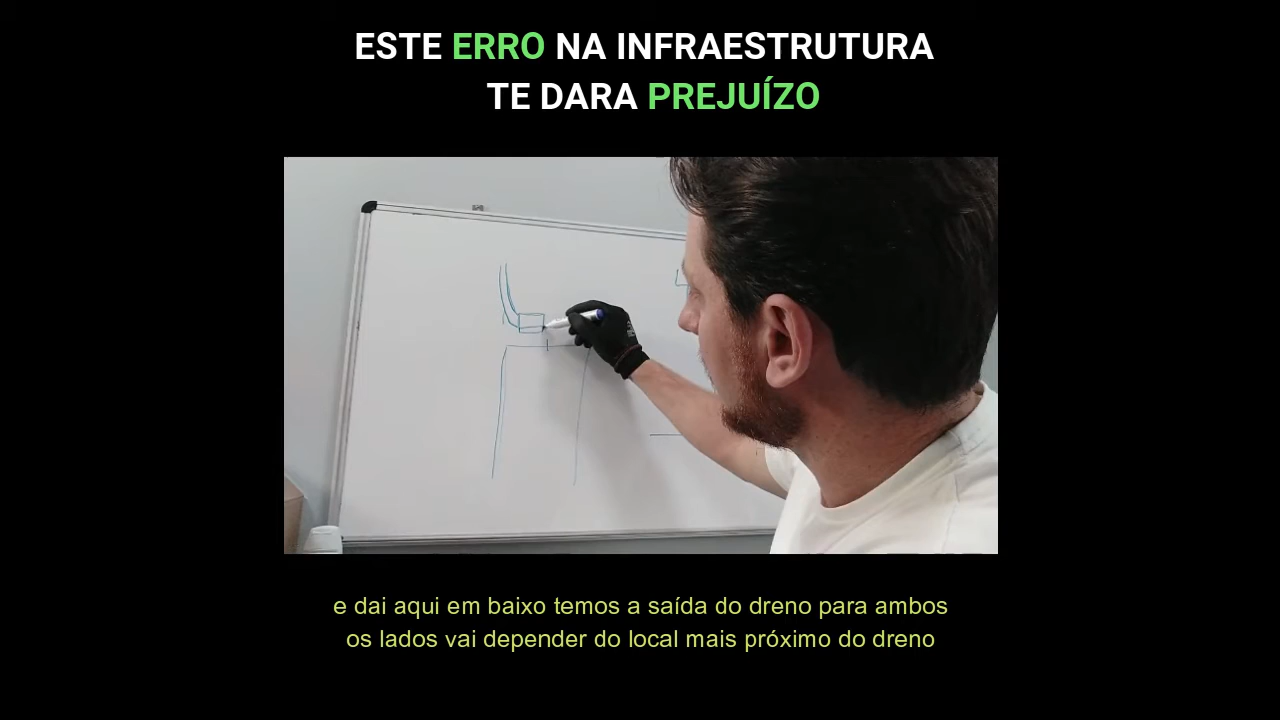 ESTE ERRO NA INFRAESTRUTURA
TE DARA PREJUÍZO
e dai aqui em baixo temos a saída do dreno para ambos
os lados vai depender do local mais próximo do dreno